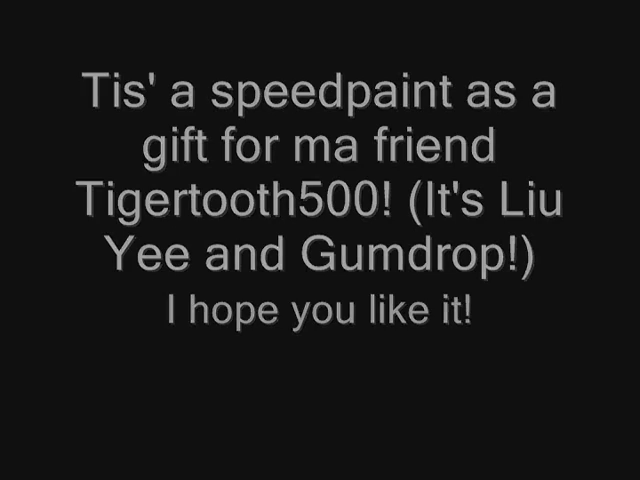 Tis' a speedpaint as a
gift for ma friend
Tigertooth500! (It's Liu
Yee and Gumdrop!)
I hope you like it!